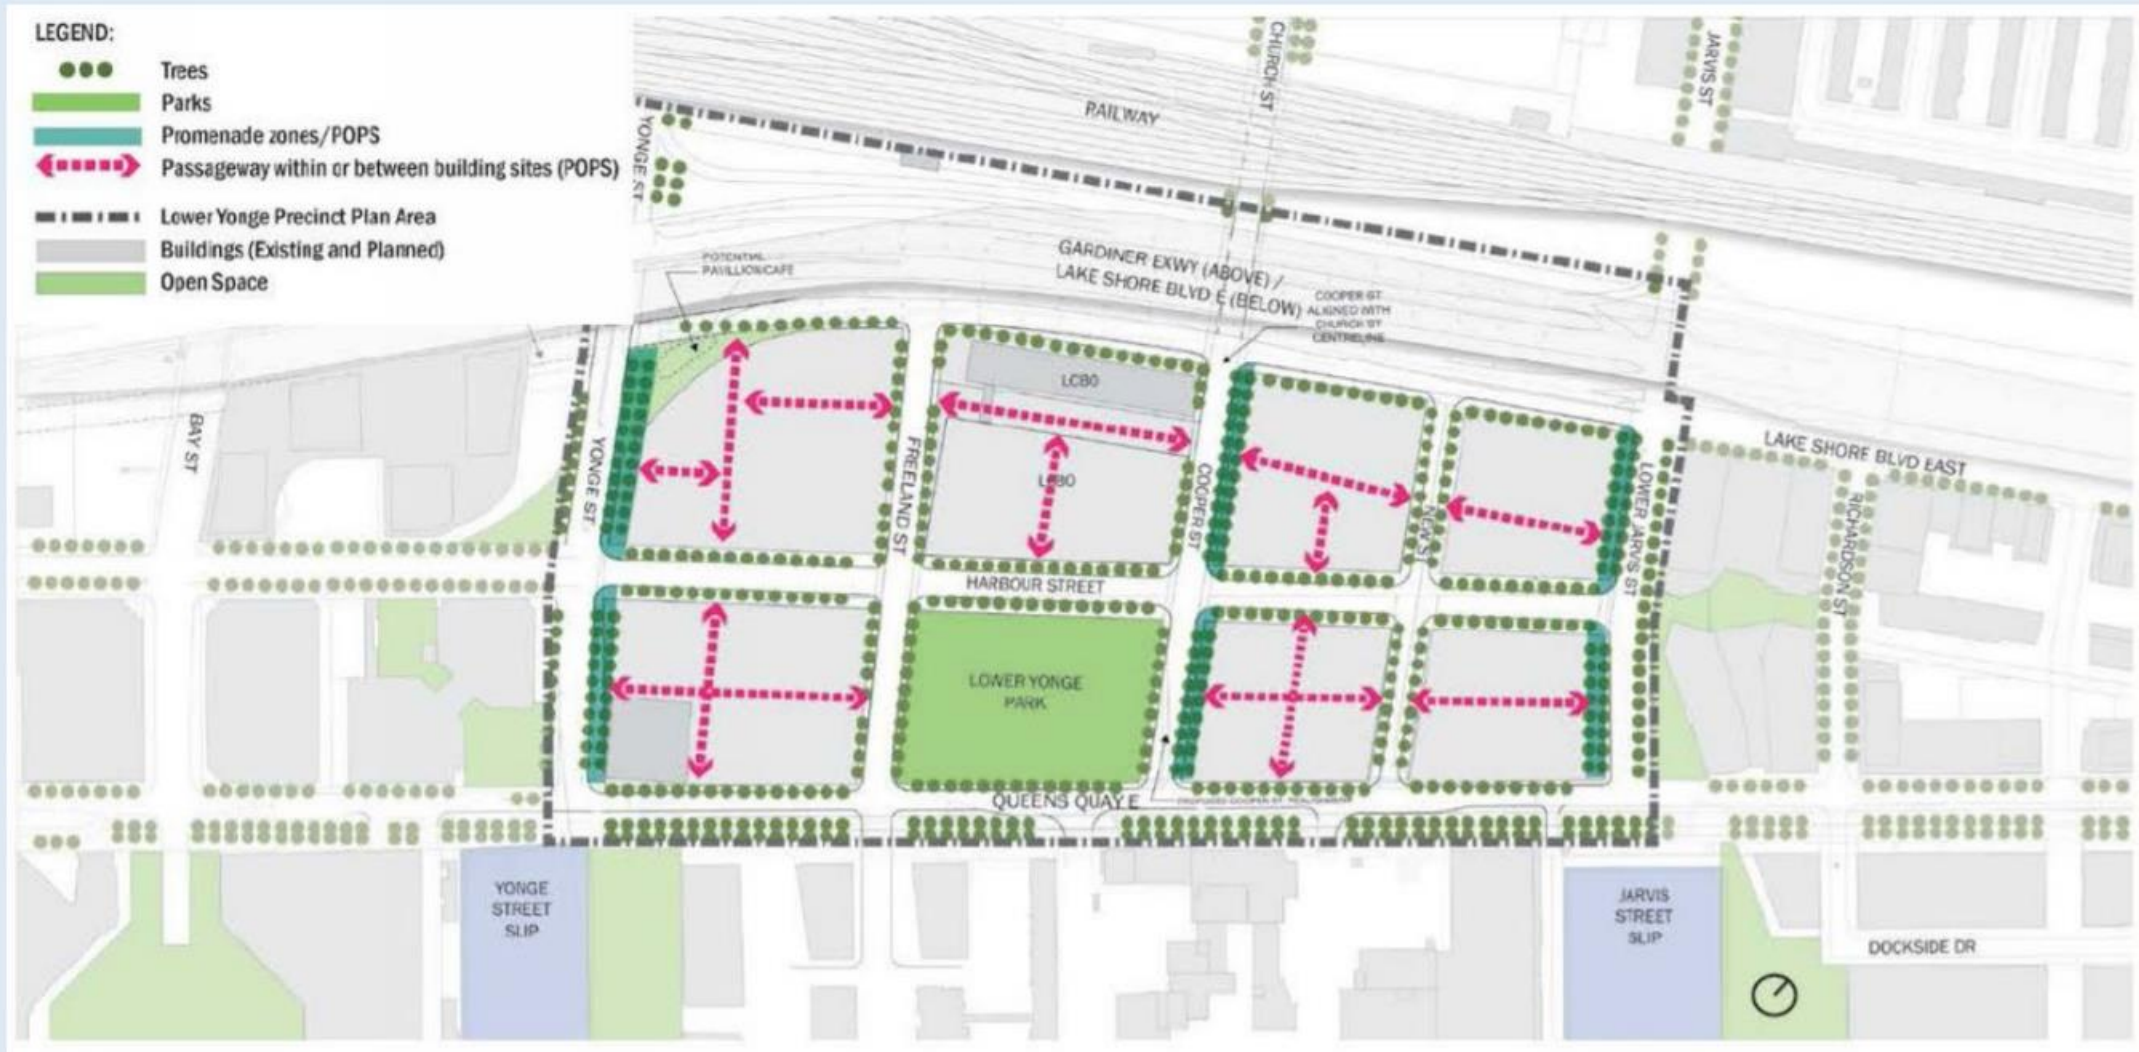 LEGEND:
Trees
Parks
Promenade zones/POPS
Passageway within or between building sites (POPS)
Lower Yonge Precinct Plan Area
Buildings (Existing and Planned)
Open Space
CHURCH ST
JARVIS ST
RAILWAY
YONGE ST.
POTENTIAL
PAVILLION/CAFE
GARDINER EXWY (ABOVE) /
LAKE SHORE BLVD E (BELOW)
COOPER ST
ALIGNED WITH
CHURCH ST
CENTRELINE
LCBO
BAY ST
YONGE ST.
FREELAND ST
LCBO
COOPER ST
NEW ST
LOWER JARVIS ST
LAKE SHORE BLVD EAST
RICHARDSON ST
HARBOUR STREET
LOWER YONGE
PARK
QUEENS QUAY E
YONGE
STREET
SLIP
JARVIS
STREET
SLIP
DOCKSIDE DR